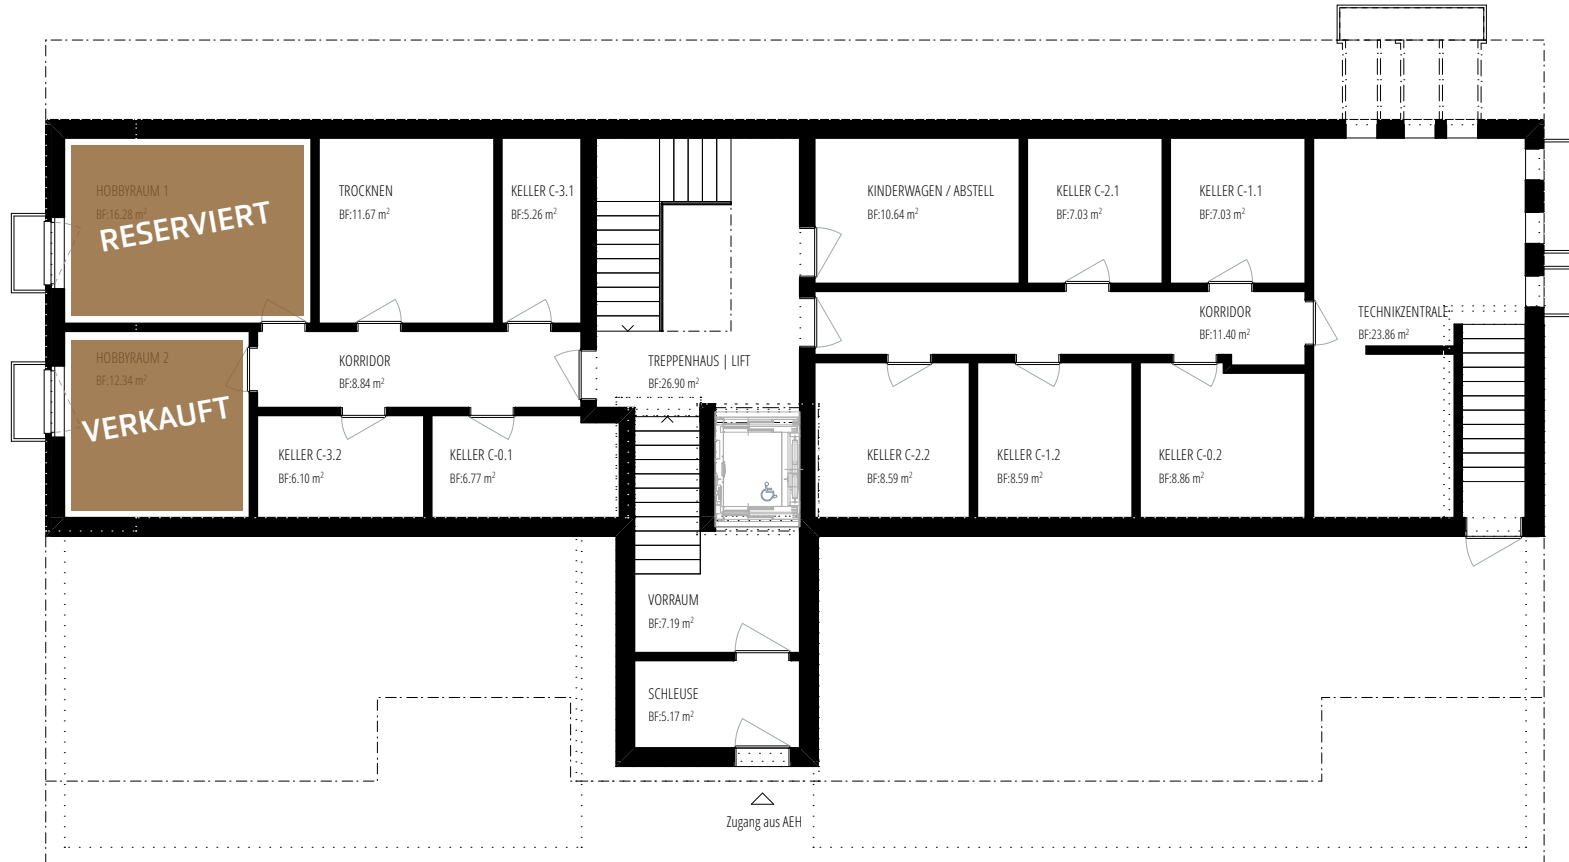 HOBBYRAUM 1
BF:16.28 m²
RESERVIERT
TROCKNEN
BF:11.67 m²
KELLER C-3.1
BF:5.26 m²
KINDERWAGEN / ABSTELL
BF:10.64 m²
KELLER C-2.1
BF:7.03 m²
KELLER C-1.1
BF:7.03 m²
HOBBYRAUM 2
BF:12.34 m²
VERKAUFT
KORRIDOR
BF:8.84 m²
TREPPENHAUS | LIFT
BF:26.90 m²
KORRIDOR
BF:11.40 m²
TECHNIKZENTRALE
BF:23.86 m²
KELLER C-3.2
BF:6.10 m²
KELLER C-0.1
BF:6.77 m²
KELLER C-2.2
BF:8.59 m²
KELLER C-1.2
BF:8.59 m²
KELLER C-0.2
BF:8.86 m²
VORRAUM
BF:7.19 m²
SCHLEUSE
BF:5.17 m²
Zugang aus AEH